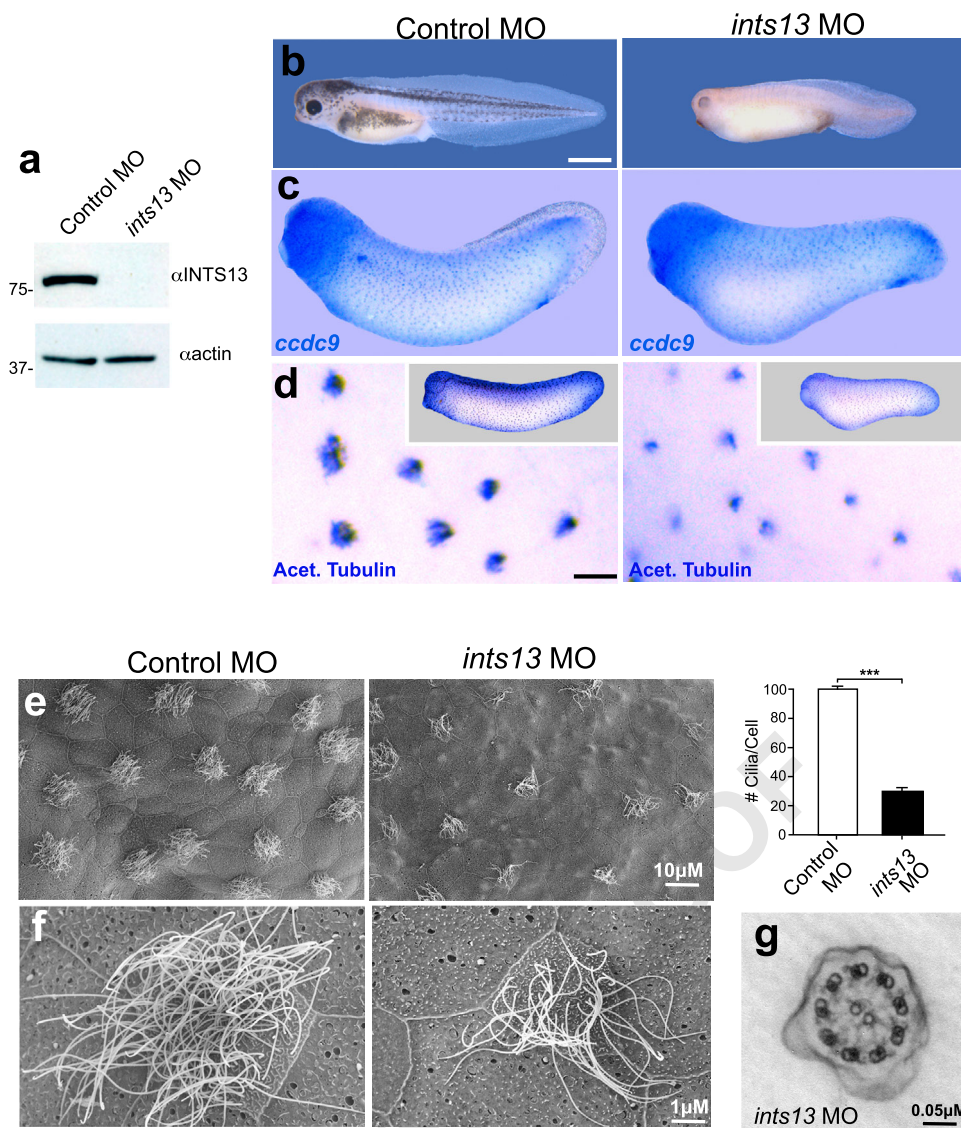 Control MO
ints13 MO
b
a
Control MO
ints13 MO
αINTS13
75-
αactin
37-
c
ccdc9
ccdc9
d
Acet. Tubulin
Acet. Tubulin
Control MO
ints13 MO
e
10µM
***
100
80
60
40
20
0
# Cilia/Cell
Control
MO
ints13
MO
OF
f
1µM
g
ints13 MO
0.05µM